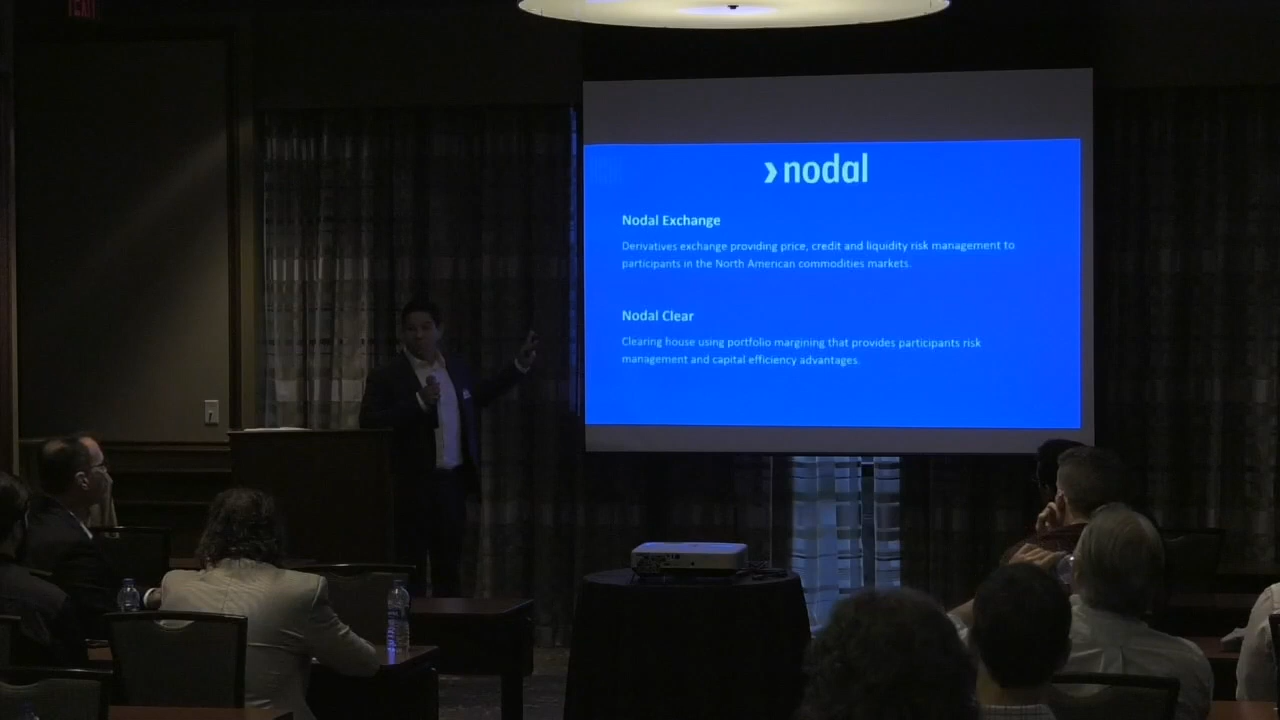 EXIT
nodal
Nodal Exchange
Derivatives exchange providing price, credit and liquidity risk management to
participants in the North American commodities markets.
Nodal Clear
Clearing house using portfolio margining that provides participants risk
management and capital efficiency advantages.